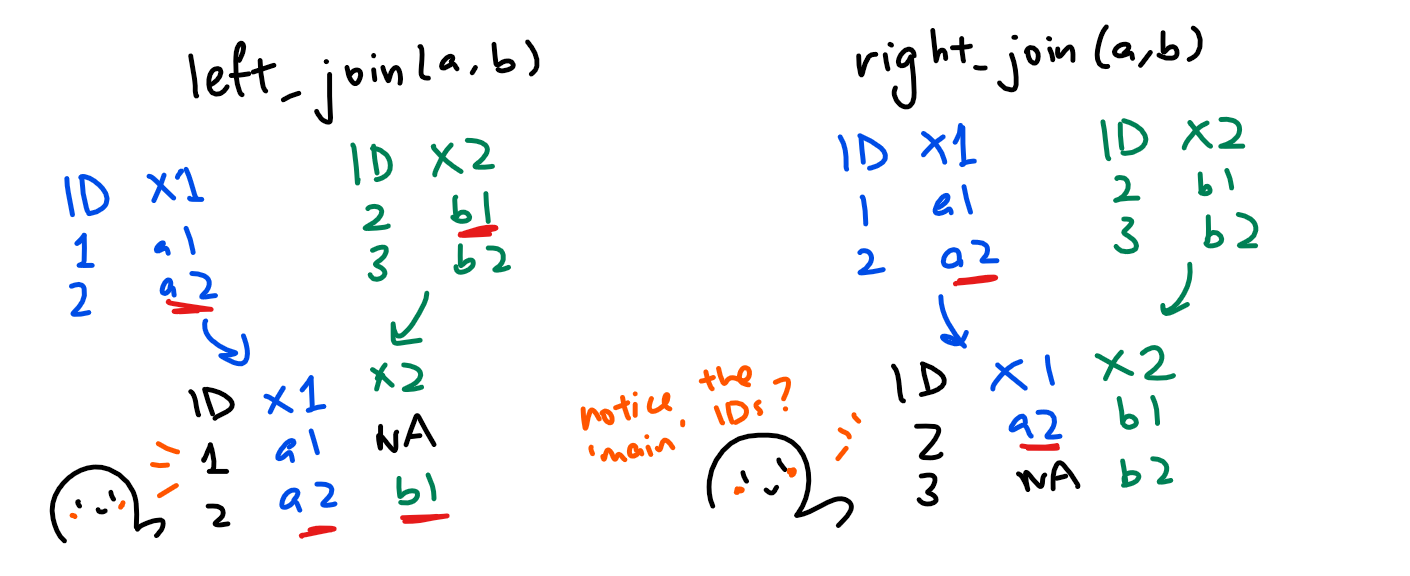 left_join(a,b)
ID X1
1 a1
2 a2
ID X2
2 b1
3 b2
ID X1 X2
1 a1 NA
2 a2 b1
right_join(a,b)
ID X1
1 a1
2 a2
ID X2
2 b1
3 b2
notice the
'main' IDs?
ID X1 X2
2 a2 b1
3 NA b2